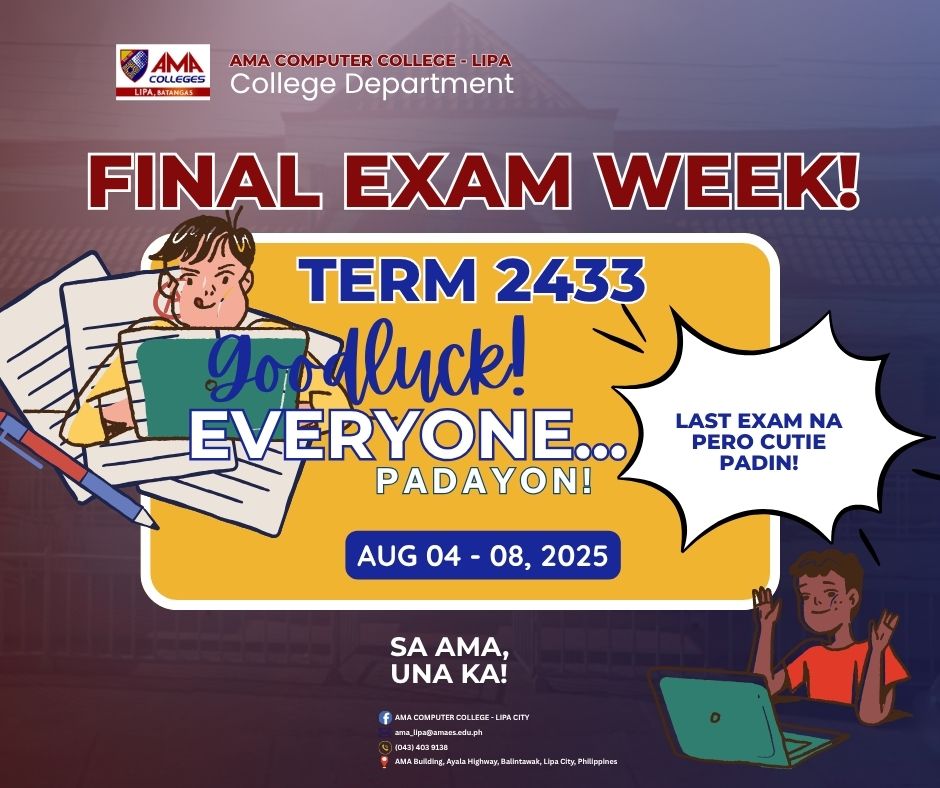 AMA
COLLEGES
LIPA, BATANGAS
AMA COMPUTER COLLEGE - LIPA
College Department
FINAL EXAM WEEK!
TERM 2433
goodluck!
EVERYONE...
PADAYON!
LAST EXAM NA
PERO CUTIE
PADIN!
AUG 04 - 08, 2025
SA AMA,
UNA KA!
AMA COMPUTER COLLEGE - LIPA CITY
ama_lipa@amaes.edu.ph
(043) 403 9138
AMA Building, Ayala Highway, Balintawak, Lipa City, Philippines